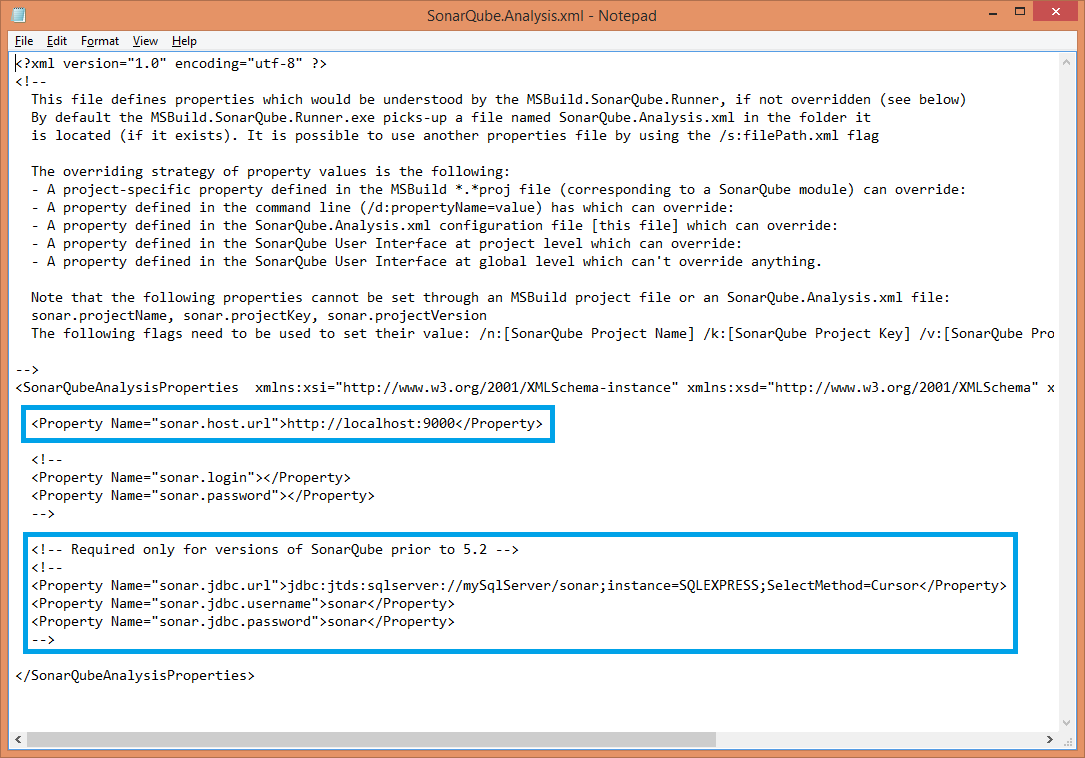 SonarQube.Analysis.xml - Notepad
File Edit Format View Help
<?xml version="1.0" encoding="utf-8" ?>
<!--
  This file defines properties which would be understood by the MSBuild.SonarQube.Runner, if not overridden (see below)
  By default the MSBuild.SonarQube.Runner.exe picks-up a file named SonarQube.Analysis.xml in the folder it
  is located (if it exists). It is possible to use another properties file by using the /s:filePath.xml flag
  The overriding strategy of property values is the following:
  - A project-specific property defined in the MSBuild *.*proj file (corresponding to a SonarQube module) can override:
  - A property defined in the command line (/d:propertyName=value) has which can override:
  - A property defined in the SonarQube.Analysis.xml configuration file [this file] which can override:
  - A property defined in the SonarQube User Interface at project level which can override:
  - A property defined in the SonarQube User Interface at global level which can't override anything.
  Note that the following properties cannot be set through an MSBuild project file or an SonarQube.Analysis.xml file:
  sonar.projectName, sonar.projectKey, sonar.projectVersion
  The following flags need to be used to set their value: /n:[SonarQube Project Name] /k:[SonarQube Project Key] /v:[SonarQube Pro
-->
<SonarQubeAnalysisProperties  xmlns:xsi="http://www.w3.org/2001/XMLSchema-instance" xmlns:xsd="http://www.w3.org/2001/XMLSchema" x
  <Property Name="sonar.host.url">http://localhost:9000</Property>
  <!--
  <Property Name="sonar.login"></Property>
  <Property Name="sonar.password"></Property>
  -->
  <!-- Required only for versions of SonarQube prior to 5.2 -->
  <!--
  <Property Name="sonar.jdbc.url">jdbc:jtds:sqlserver://mySqlServer/sonar;instance=SQLEXPRESS;SelectMethod=Cursor</Property>
  <Property Name="sonar.jdbc.username">sonar</Property>
  <Property Name="sonar.jdbc.password">sonar</Property>
  -->
</SonarQubeAnalysisProperties>